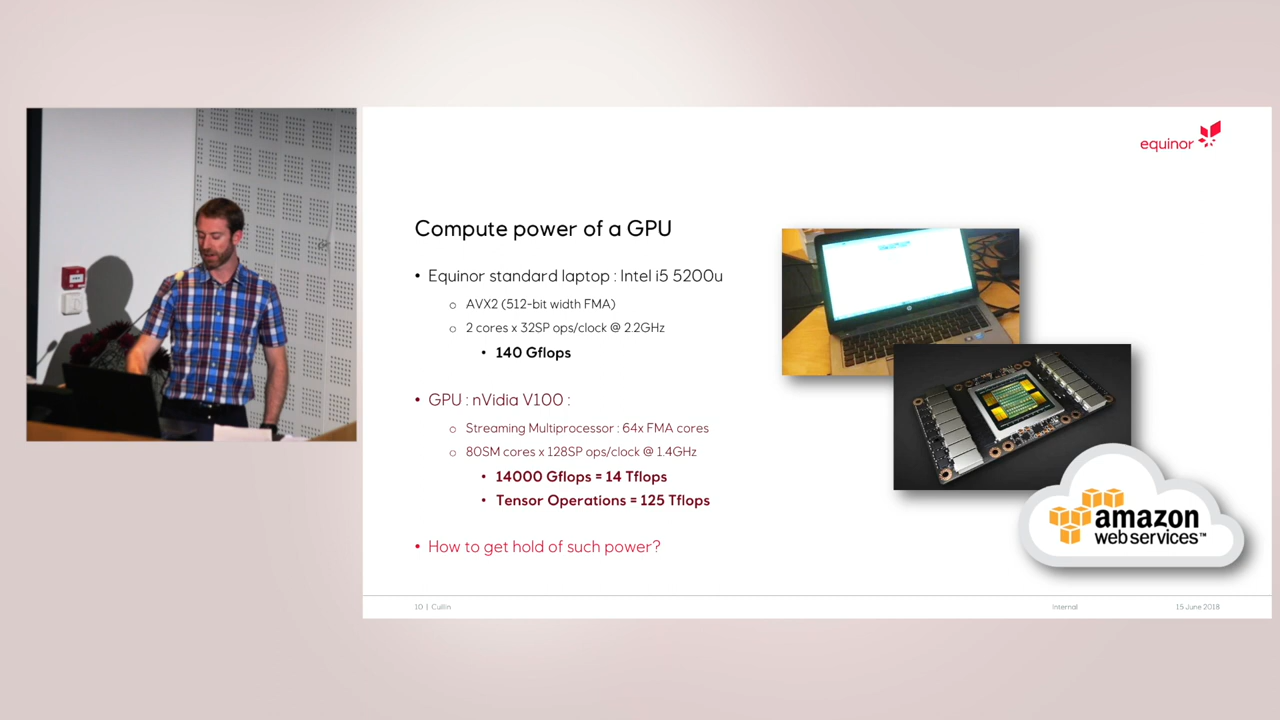 equinor
Compute power of a GPU
• Equinor standard laptop : Intel i5 5200u
o AVX2 (512-bit width FMA)
o 2 cores x 32SP ops/clock @ 2.2GHz
• 140 Gflops
• GPU : nVidia V100 :
o Streaming Multiprocessor : 64x FMA cores
o 80SM cores x 128SP ops/clock @ 1.4GHz
• 14000 Gflops = 14 Tflops
• Tensor Operations = 125 Tflops
• How to get hold of such power?
amazon
web services™
10 | Cullin
Internal
15 June 2018